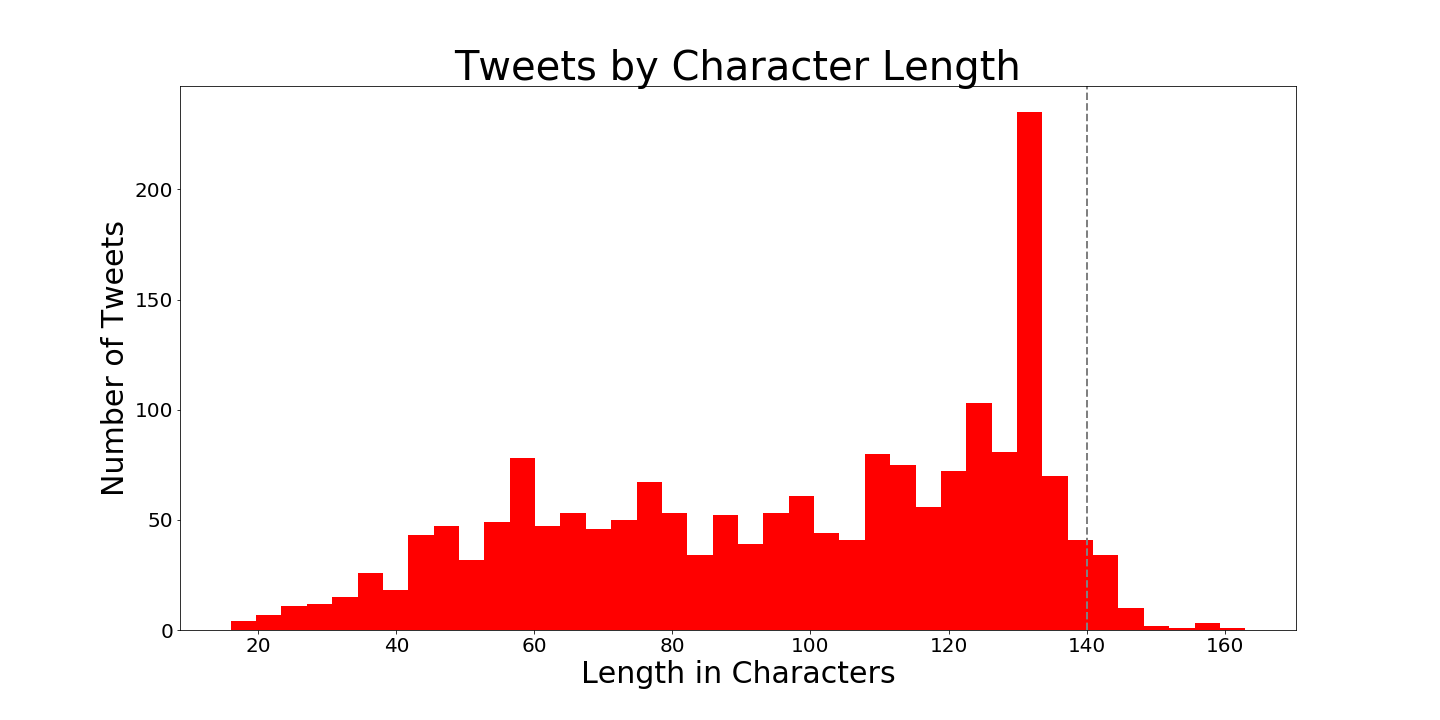 Tweets by Character Length
Number of Tweets
200
150
100
50
0
20 40 60 80 100 120 140 160
Length in Characters